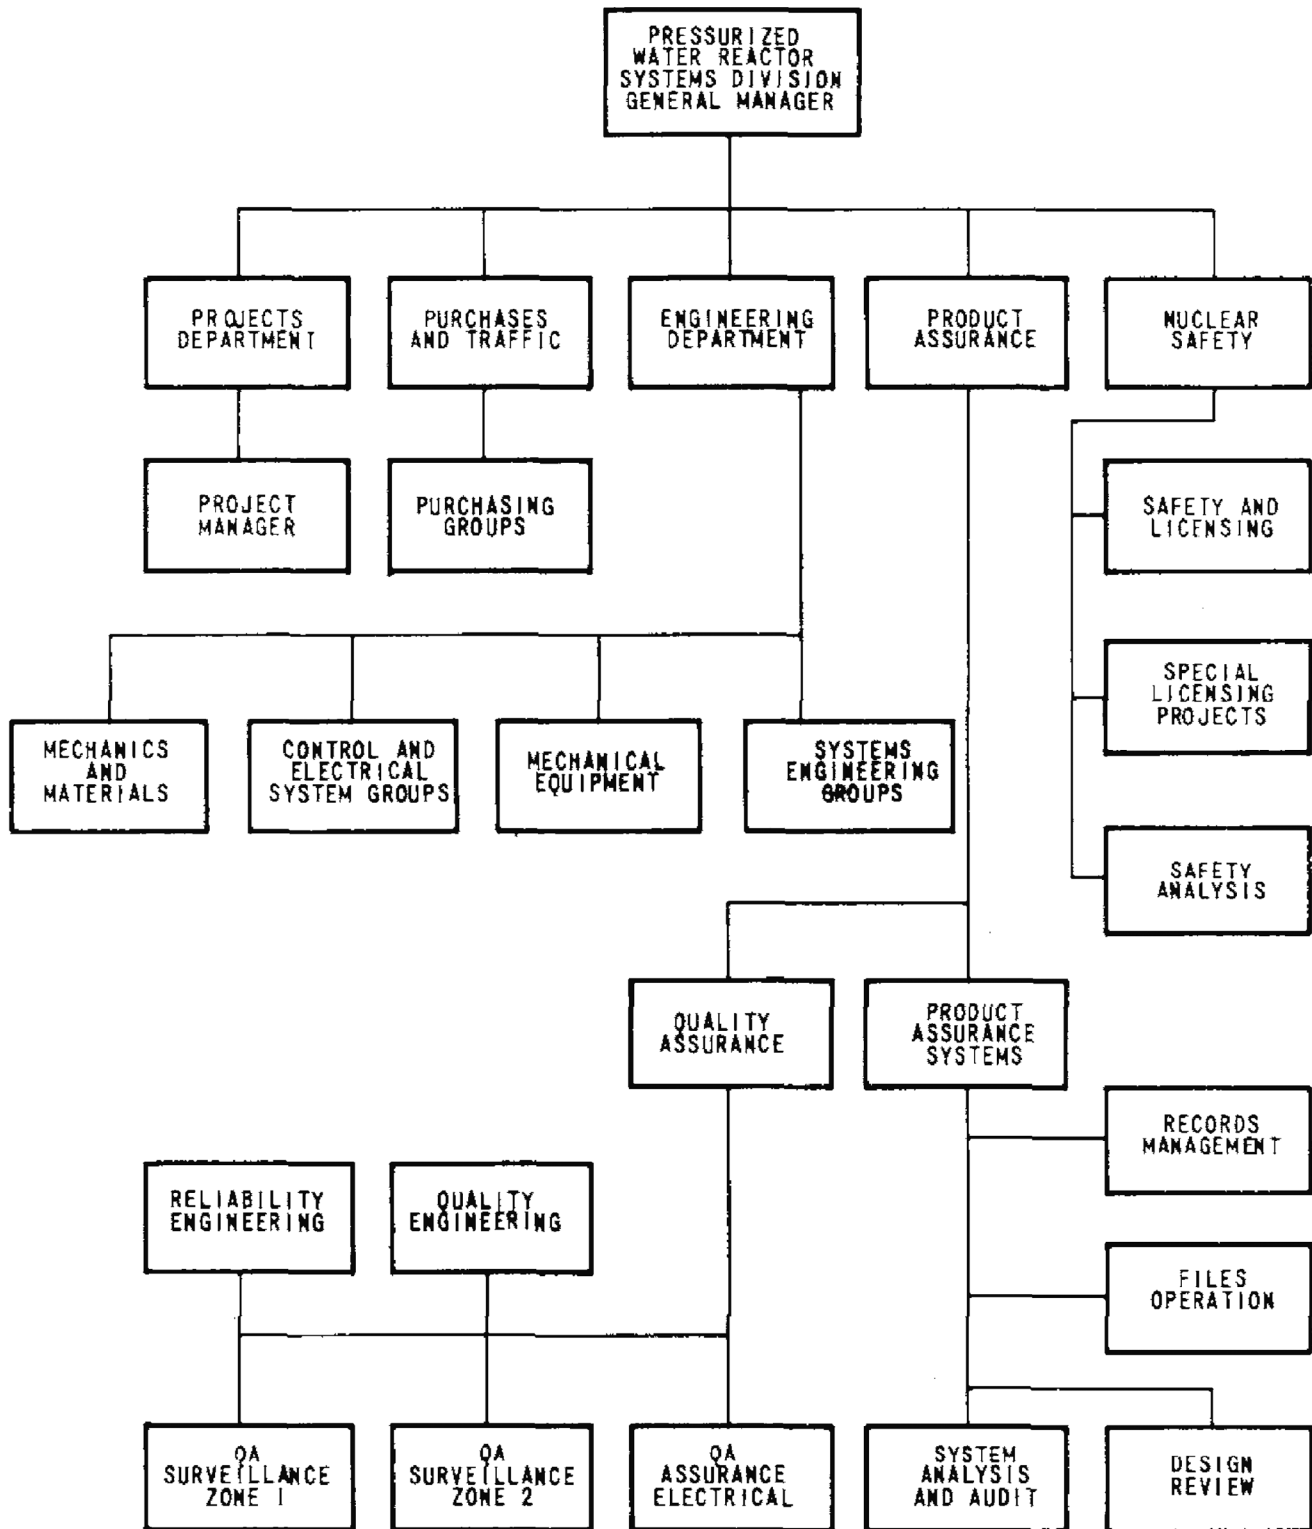 PRESSURIZED
WATER REACTOR
SYSTEMS DIVISION
GENERAL MANAGER
PROJECTS
DEPARTMENT
PURCHASES
AND TRAFFIC
ENGINEERING
DEPARTMENT
PRODUCT
ASSURANCE
NUCLEAR
SAFETY
PROJECT
MANAGER
PURCHASING
GROUPS
SAFETY AND
LICENSING
SPECIAL
LICENSING
PROJECTS
MECHANICS
AND
MATERIALS
CONTROL AND
ELECTRICAL
SYSTEM GROUPS
MECHANICAL
EQUIPMENT
SYSTEMS
ENGINEERING
GROUPS
SAFETY
ANALYSIS
QUALITY
ASSURANCE
PRODUCT
ASSURANCE
SYSTEMS
RECORDS
MANAGEMENT
RELIABILITY
ENGINEERING
QUALITY
ENGINEERING
FILES
OPERATION
QA
SURVEILLANCE
ZONE 1
QA
SURVEILLANCE
ZONE 2
QA
ASSURANCE
ELECTRICAL
SYSTEM
ANALYSIS
AND AUDIT
DESIGN
REVIEW